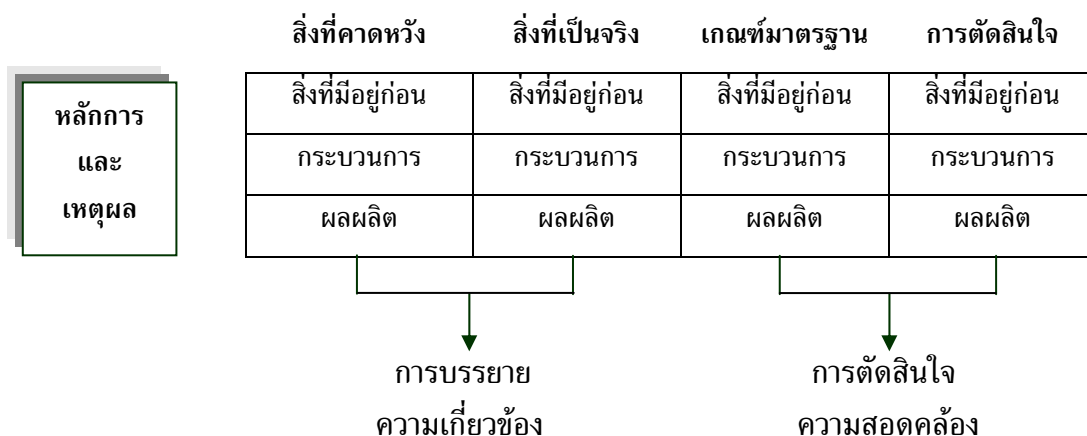 สิ่งที่คาดหวัง สิ่งที่เป็นจริง เกณฑ์มาตรฐาน การตัดสินใจ
หลักการ
และ
เหตุผล
สิ่งที่มีอยู่ก่อน สิ่งที่มีอยู่ก่อน สิ่งที่มีอยู่ก่อน สิ่งที่มีอยู่ก่อน
กระบวนการ กระบวนการ กระบวนการ กระบวนการ
ผลผลิต ผลผลิต ผลผลิต ผลผลิต
การบรรยาย การตัดสินใจ
ความเกี่ยวข้อง ความสอดคล้อง